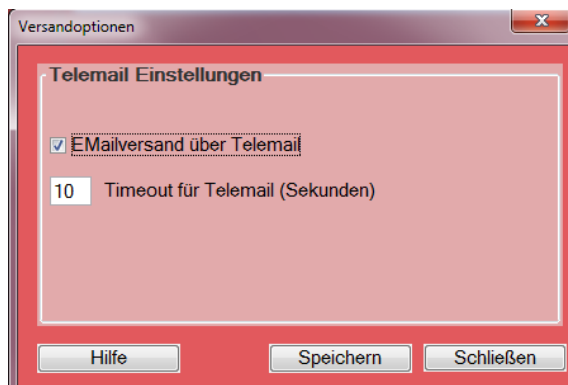 Versandoptionen
Telemail Einstellungen
EMailversand über Telemail
10 Timeout für Telemail (Sekunden)
Hilfe Speichern Schließen